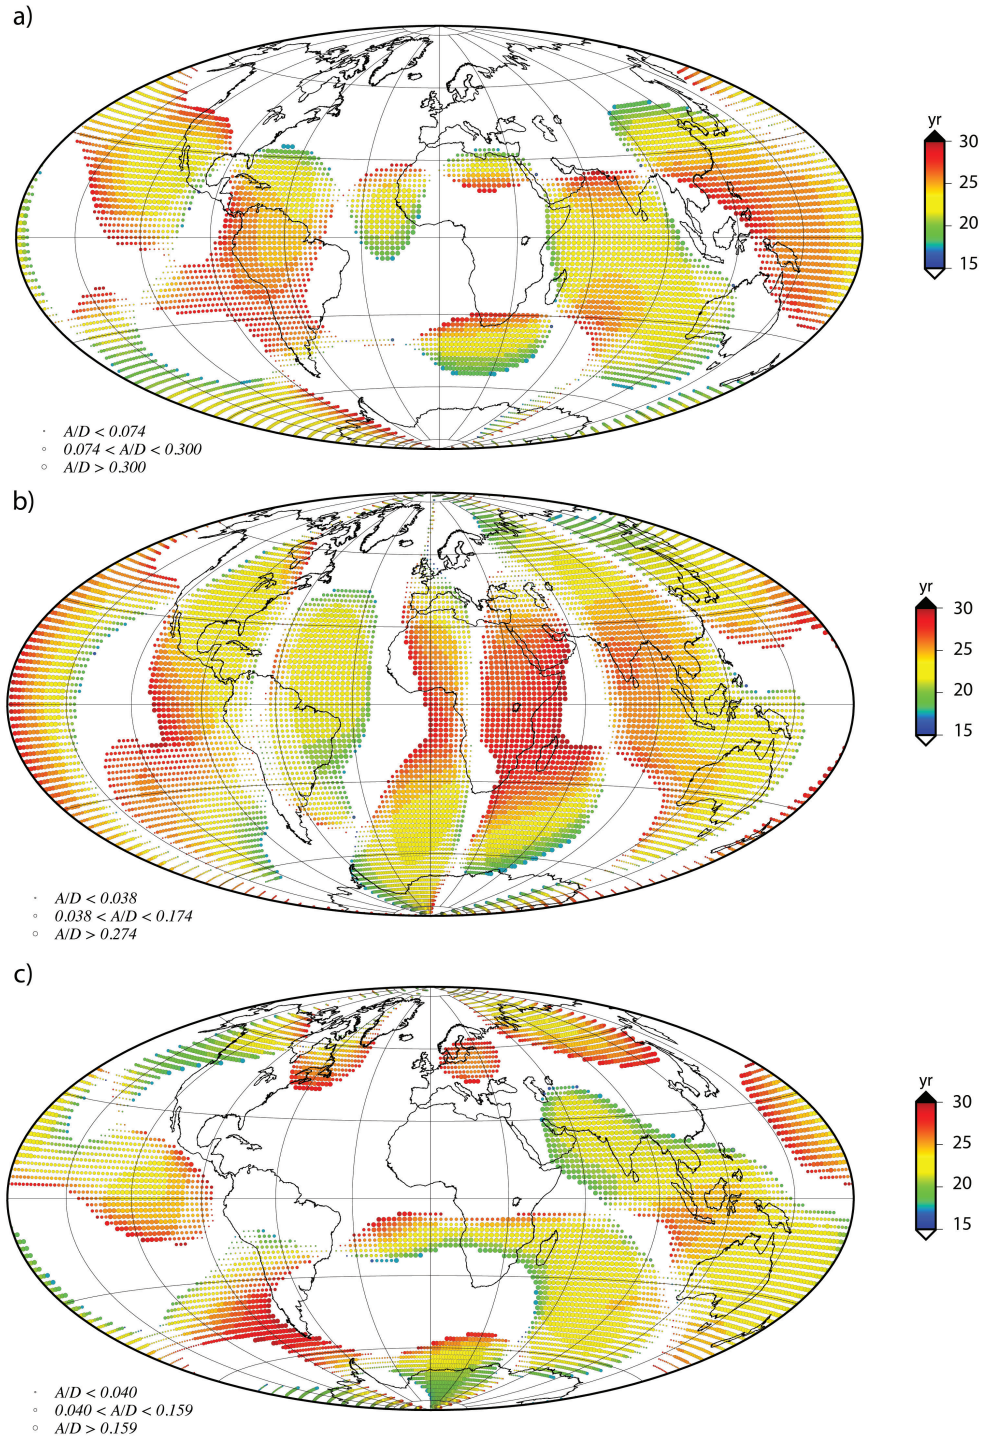 a)
yr
30
25
20
15
A/D < 0.074
0.074 < A/D < 0.300
A/D > 0.300
b)
yr
30
25
20
15
A/D < 0.038
0.038 < A/D < 0.174
A/D > 0.274
c)
yr
30
25
20
15
A/D < 0.040
0.040 < A/D < 0.159
A/D > 0.159